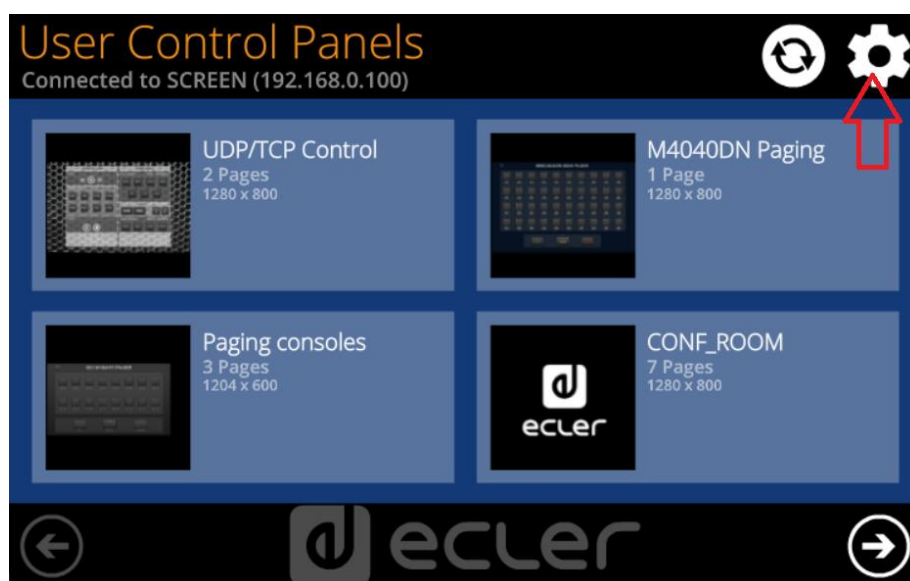 User Control Panels
Connected to SCREEN (192.168.0.100)
UDP/TCP Control
2 Pages
1280 x 800
M4040DN Paging
1 Page
1280 x 800
Paging consoles
3 Pages
1204 x 600
CONF_ROOM
7 Pages
1280 x 800
ecler
ecler